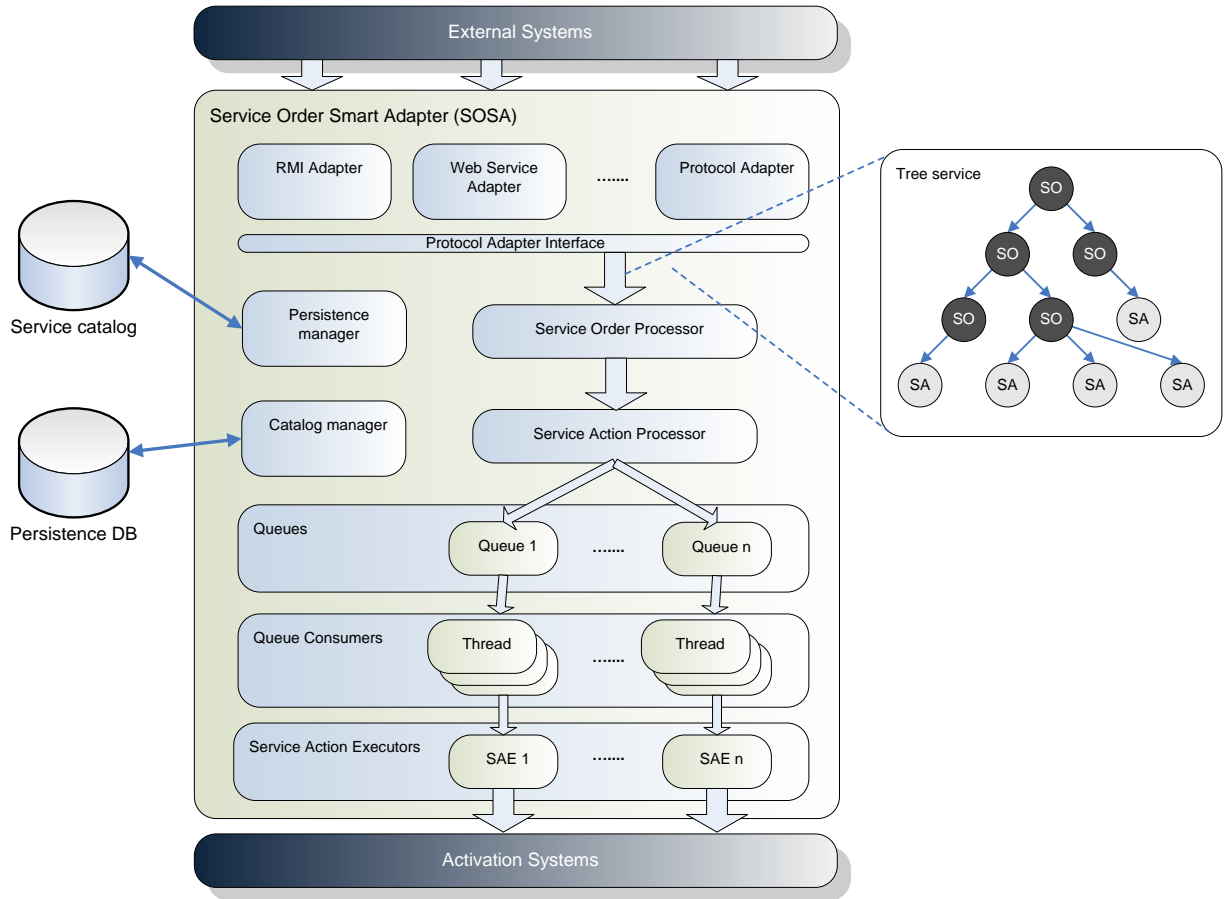 External Systems
Service Order Smart Adapter (SOSA)
RMI Adapter
Web Service
Adapter
…....
Protocol Adapter
Protocol Adapter Interface
Tree service
SO
SO
SO
SO
SO
SA
SA
SA
SA
SA
Service catalog
Persistence
manager
Service Order Processor
Persistence DB
Catalog manager
Service Action Processor
Queues
Queue 1
…....
Queue n
Queue Consumers
Thread
…....
Thread
Service Action Executors
SAE 1
…....
SAE n
Activation Systems